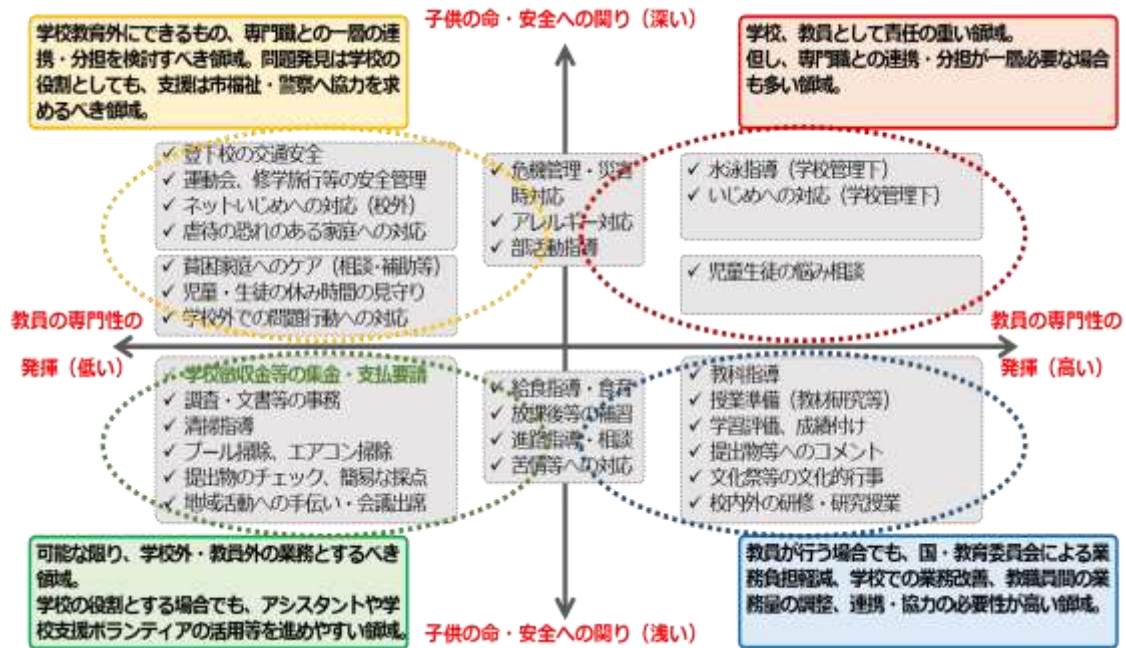 子供の命・安全への関り（深い）
学校教育外にできるもの、専門職との一層の連
携・分担を検討すべき領域。問題発見は学校の
役割としても、支援は市福祉・警察へ協力を求
めるべき領域。
学校、教員として責任の重い領域。
但し、専門職との連携・分担が一層必要な場合
も多い領域。
✓ 登下校の交通安全
✓ 運動会、修学旅行等の安全管理
✓ ネットいじめへの対応（校外）
✓ 虐待の恐れのある家庭への対応
✓ 貧困家庭へのケア（相談・補助等）
✓ 児童・生徒の休み時間の見守り
✓ 学校外での問題行動への対応
✓ 危機管理・災害
時対応
✓ アレルギー対応
✓ 部活動指導
✓ 水泳指導（学校管理下）
✓ いじめへの対応（学校管理下）
✓ 児童生徒の悩み相談
教員の専門性の
発揮（低い）
教員の専門性の
発揮（高い）
✓ 学校徴収金等の集金・支払要請
✓ 調査・文書等の事務
✓ 清掃指導
✓ プール掃除、エアコン掃除
✓ 提出物のチェック、簡易な採点
✓ 地域活動への手伝い・会議出席
✓ 給食指導・食育
✓ 放課後等の補習
✓ 進路指導・相談
✓ 苦情等への対応
✓ 教科指導
✓ 授業準備（教材研究等）
✓ 学習評価、成績付け
✓ 提出物等へのコメント
✓ 文化祭等の文化的行事
✓ 校内外の研修・研究授業
可能な限り、学校外・教員外の業務とするべき
領域。
学校の役割とする場合でも、アシスタントや学
校支援ボランティアの活用等を進めやすい領域。
教員が行う場合でも、国・教育委員会による業
務負担軽減、学校での業務改善、教職員間の業
務量の調整、連携・協力の必要性が高い領域。
子供の命・安全への関り（浅い）